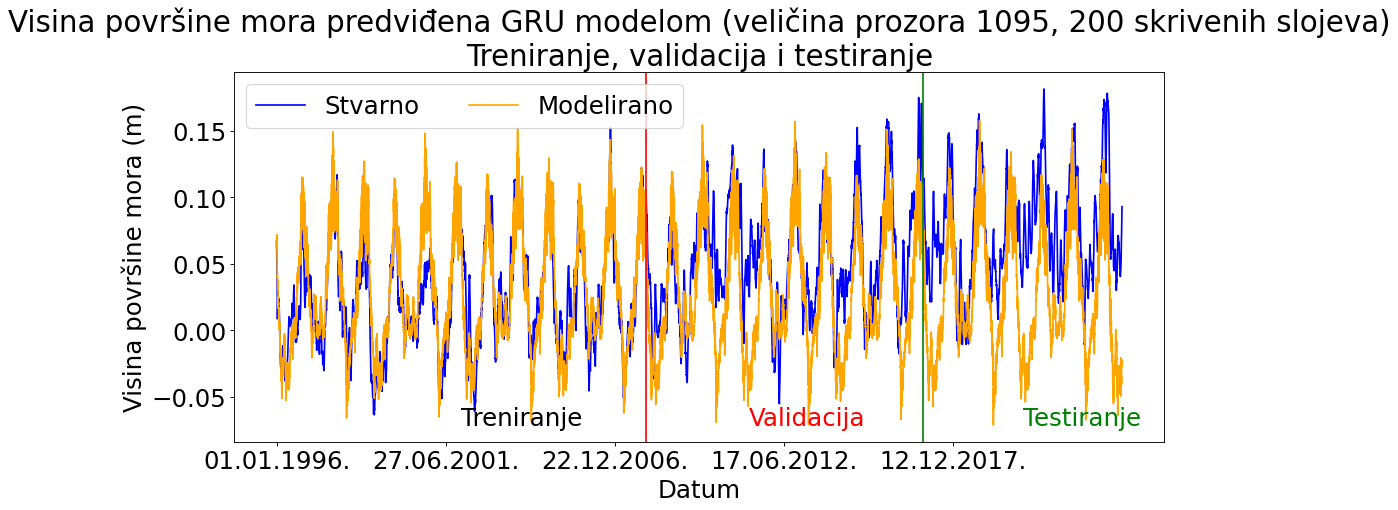 Visina površine mora predviđena GRU modelom (veličina prozora 1095, 200 skrivenih slojeva)
Treniranje, validacija i testiranje
Stvarno
Modelirano
Visina površine mora (m)
0.15
0.10
0.05
0.00
−0.05
Treniranje
Validacija
Testiranje
01.01.1996.
27.06.2001.
22.12.2006.
17.06.2012.
12.12.2017.
Datum